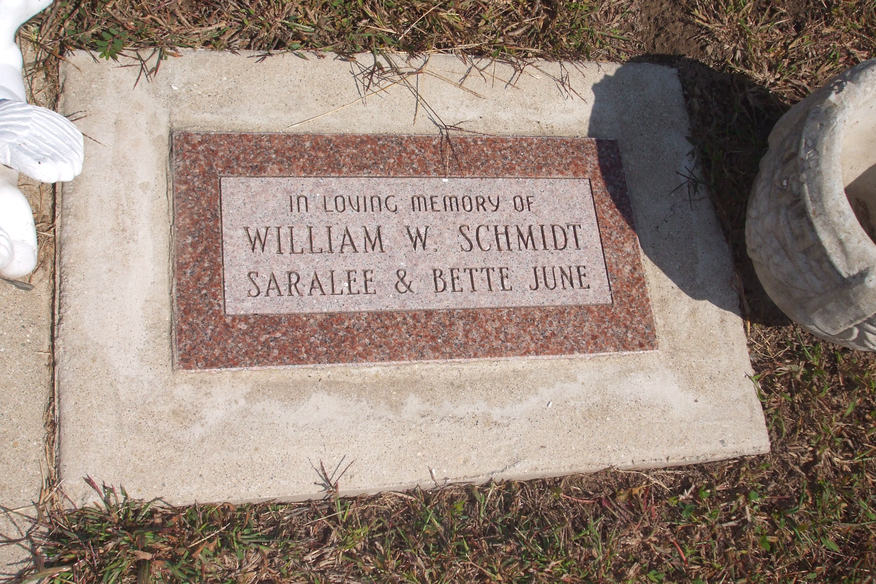 IN LOVING MEMORY OF
WILLIAM W. SCHMIDT
SARALEE & BETTE JUNE